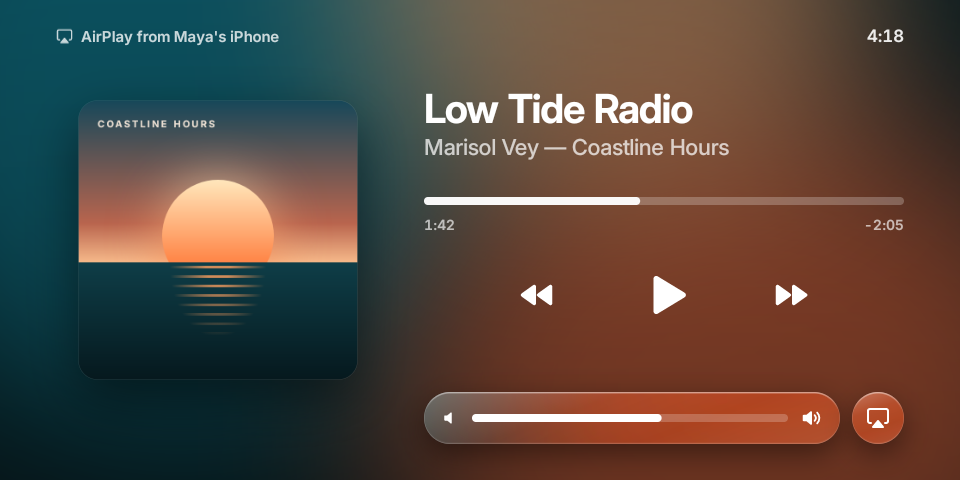 AirPlay from Maya's iPhone
4:18
COASTLINE HOURS
Low Tide Radio
Marisol Vey — Coastline Hours
1:42
-2:05